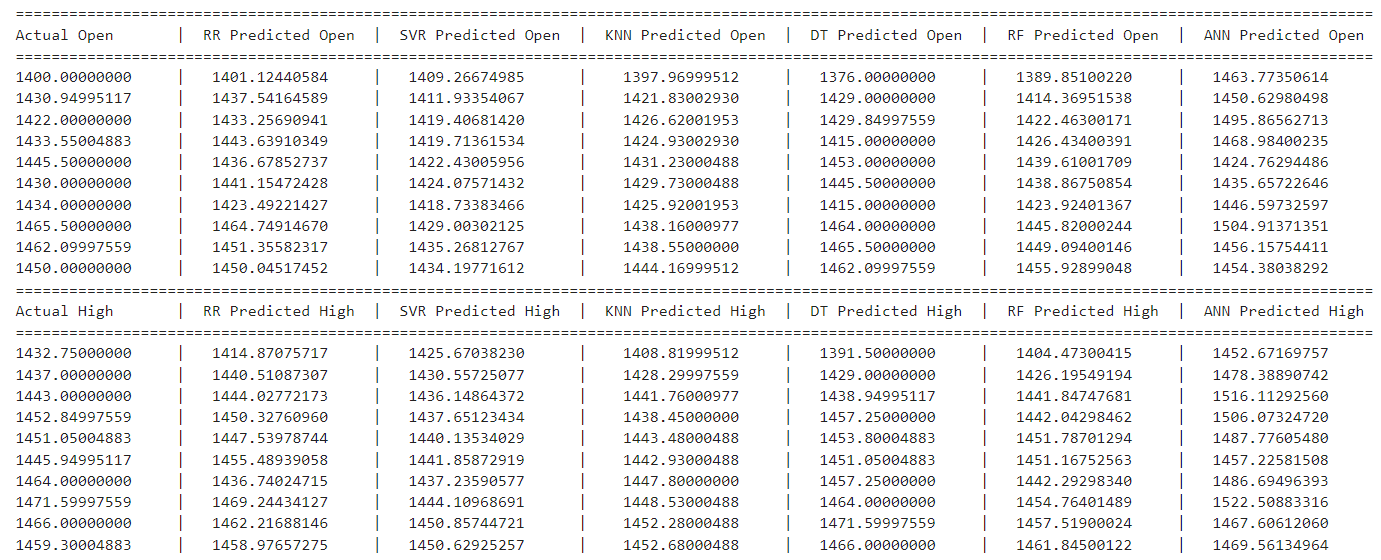 Actual Open | RR Predicted Open | SVR Predicted Open | KNN Predicted Open | DT Predicted Open | RF Predicted Open | ANN Predicted Open
1400.00000000 | 1401.12440584 | 1409.26674985 | 1397.96999512 | 1376.00000000 | 1389.85100220 | 1463.77350614
1430.94995117 | 1437.54164589 | 1411.93354067 | 1421.83002930 | 1429.00000000 | 1414.36951538 | 1450.62980498
1422.00000000 | 1433.25690941 | 1419.40681420 | 1426.62001953 | 1429.84997559 | 1422.46300171 | 1495.86562713
1433.55004883 | 1443.63910349 | 1419.71361534 | 1424.93002930 | 1415.00000000 | 1426.43400391 | 1468.98400235
1445.50000000 | 1436.67852737 | 1422.43005956 | 1431.23000488 | 1453.00000000 | 1439.61001709 | 1424.76294486
1430.00000000 | 1441.15472428 | 1424.07571432 | 1429.73000488 | 1445.50000000 | 1438.86750854 | 1435.65722646
1434.00000000 | 1423.49221427 | 1418.73383466 | 1425.92001953 | 1415.00000000 | 1423.92401367 | 1446.59732597
1465.50000000 | 1464.74914670 | 1429.00302125 | 1438.16000977 | 1464.00000000 | 1445.82000244 | 1504.91371351
1462.09997559 | 1451.35582317 | 1435.26812767 | 1438.55000000 | 1465.50000000 | 1449.09400146 | 1456.15754411
1450.00000000 | 1450.04517452 | 1434.19771612 | 1444.16999512 | 1462.09997559 | 1455.92899048 | 1454.38038292
Actual High | RR Predicted High | SVR Predicted High | KNN Predicted High | DT Predicted High | RF Predicted High | ANN Predicted High
1432.75000000 | 1414.87075717 | 1425.67038230 | 1408.81999512 | 1391.50000000 | 1404.47300415 | 1452.67169757
1437.00000000 | 1440.51087307 | 1430.55725077 | 1428.29997559 | 1429.00000000 | 1426.19549194 | 1478.38890742
1443.00000000 | 1444.02772173 | 1436.14864372 | 1441.76000977 | 1438.94995117 | 1441.84747681 | 1516.11292560
1452.84997559 | 1450.32760960 | 1437.65123434 | 1438.45000000 | 1457.25000000 | 1442.04298462 | 1506.07324720
1451.05004883 | 1447.53978744 | 1440.13534029 | 1443.48000488 | 1453.80004883 | 1451.78701294 | 1487.77605480
1445.94995117 | 1455.48939058 | 1441.85872919 | 1442.93000488 | 1451.05004883 | 1451.16752563 | 1457.22581508
1464.00000000 | 1436.74024715 | 1437.23590577 | 1447.80000000 | 1457.25000000 | 1442.29298340 | 1486.69496393
1471.59997559 | 1469.24434127 | 1444.10968691 | 1448.53000488 | 1464.00000000 | 1454.76401489 | 1522.50883316
1466.00000000 | 1462.21688146 | 1450.85744721 | 1452.28000488 | 1471.59997559 | 1457.51900024 | 1467.60612060
1459.30004883 | 1458.97657275 | 1450.62925257 | 1452.68000488 | 1466.00000000 | 1461.84500122 | 1469.56134964